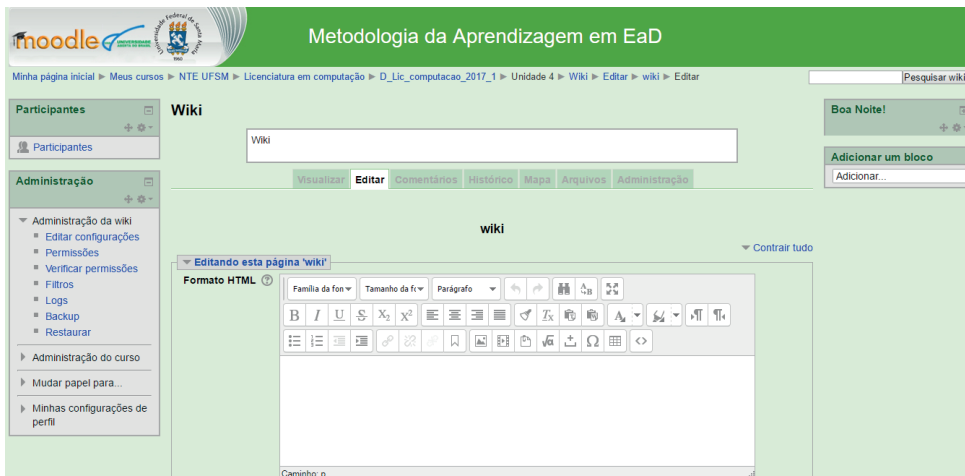 moodle
Universidade Federal de Santa Maria
1960
Metodologia da Aprendizagem em EaD
Minha página inicial ► Meus cursos ► NTE UFSM ► Licenciatura em computação ► D_Lic_computacao_2017_1 ► Unidade 4 ► Wiki ► Editar ► wiki ► Editar
Pesquisar wiki
Participantes
Participantes
Administração
Administração da wiki
Editar configurações
Permissões
Verificar permissões
Filtros
Logs
Backup
Restaurar
Administração do curso
Mudar papel para...
Minhas configurações de
perfil
Wiki
Wiki
Visualizar Editar Comentários Histórico Mapa Arquivos Administração
wiki
Contrair tudo
Editando esta página 'wiki'
Formato HTML
Família da fon Tamanho da f Parágrafo
Caminho: p
Boa Noite!
Adicionar um bloco
Adicionar...